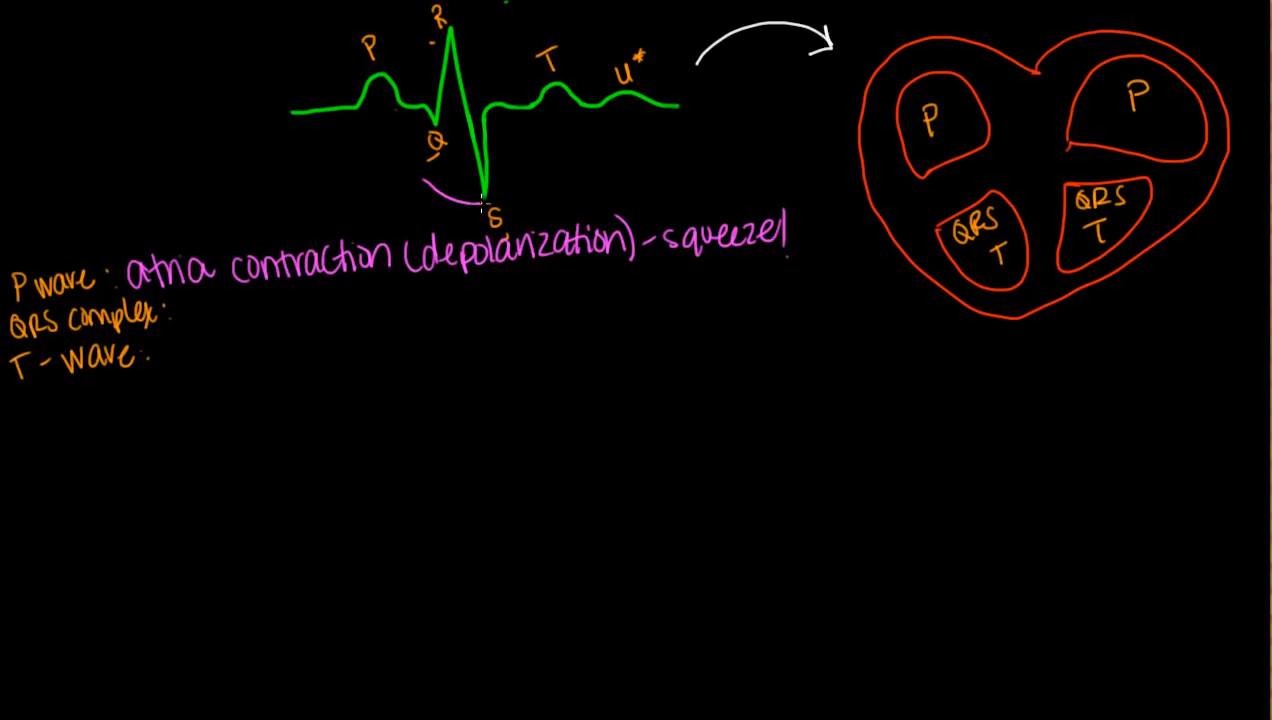 R
P
T
U*
Q
S
P
P
QRS
T
QRS
T
P wave: atria contraction (depolarization) - squeeze!
QRS complex:
T - wave: